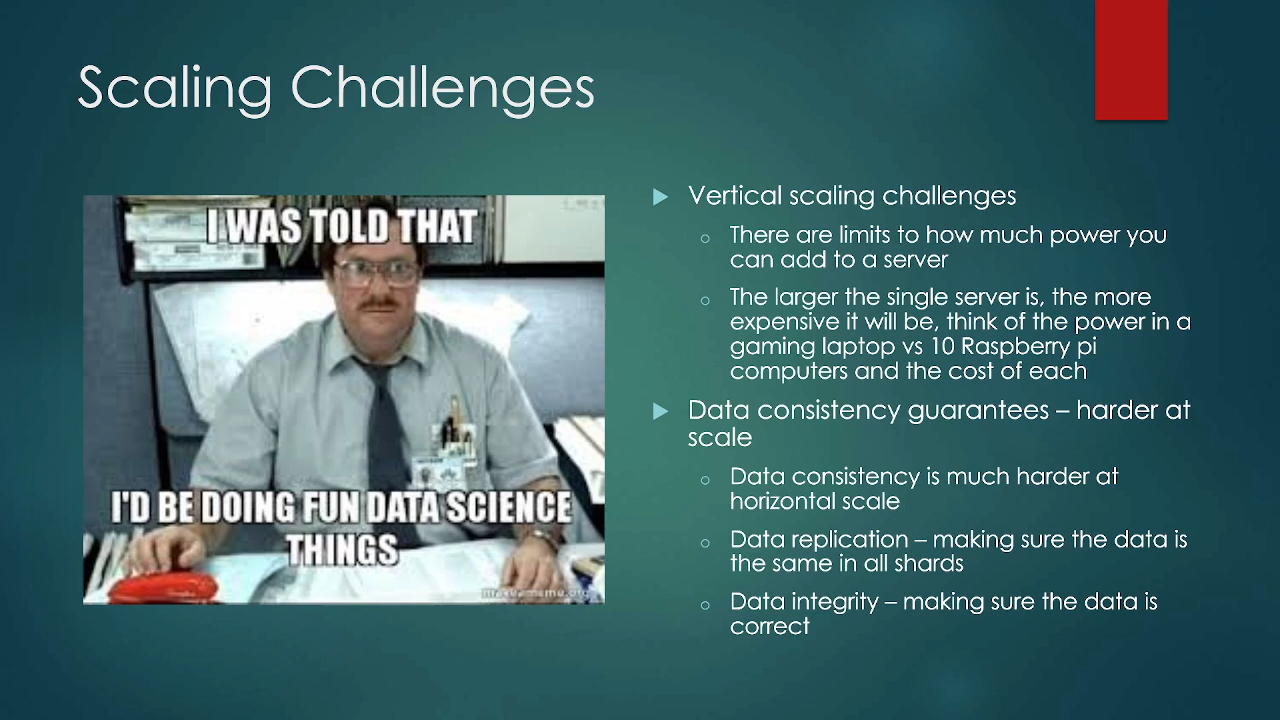 Scaling Challenges
I WAS TOLD THAT
I'D BE DOING FUN DATA SCIENCE
THINGS
makeameme.org
Vertical scaling challenges
There are limits to how much power you
can add to a server
The larger the single server is, the more
expensive it will be, think of the power in a
gaming laptop vs 10 Raspberry pi
computers and the cost of each
Data consistency guarantees – harder at
scale
Data consistency is much harder at
horizontal scale
Data replication – making sure the data is
the same in all shards
Data integrity – making sure the data is
correct